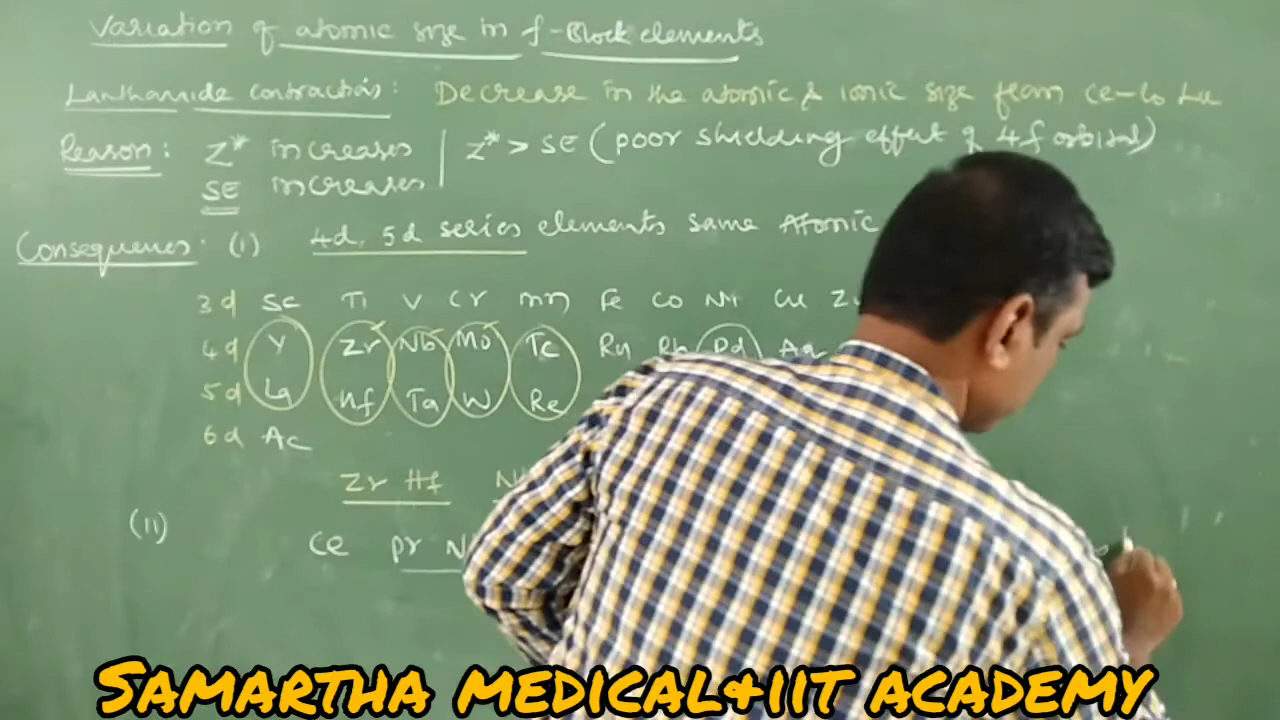 Variation of atomic size in f-Block elements
Lanthanide contraction: Decrease in the atomic & ionic size from Ce-to Lu
Reason: Z* increases | Z* > SE (poor shielding effect of 4f orbital)
SE increases
Consequences: (I) 4d, 5d series elements same Atomic
3d Sc Ti V Cr mn Fe Co Ni Cu
4d Y Zr Nb Mo Tc Ru Rh Pd Ag
5d La Hf Ta W Re
6d Ac
Zr Hf
(II) Ce Pr
SAMARTHA MEDICAL&IIT ACADEMY